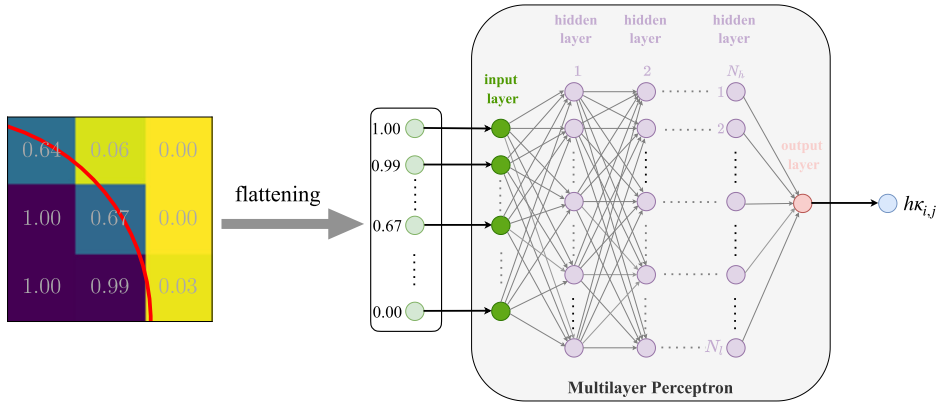 0.64 0.06 0.00
1.00 0.67 0.00
1.00 0.99 0.03
flattening
1.00
0.99
0.67
0.00
input
layer
hidden
layer
hidden
layer
hidden
layer
1 2 N_h
1
2
N_l
output
layer
hκ_{i,j}
Multilayer Perceptron